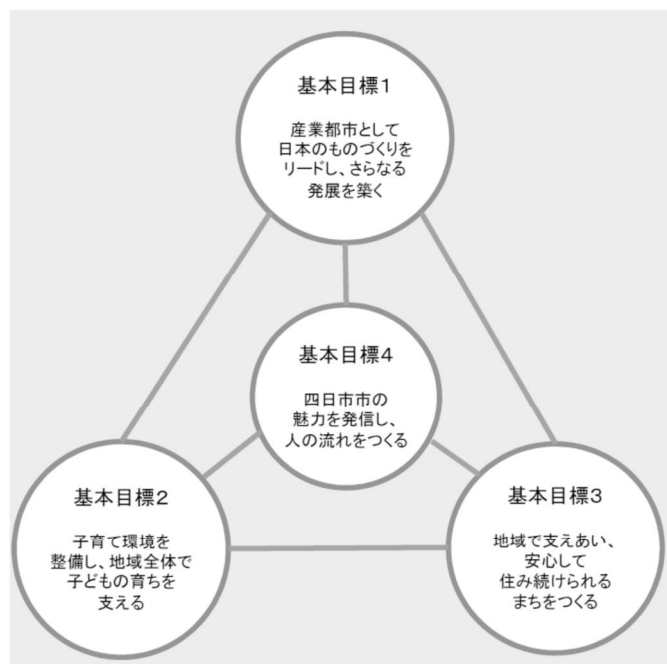 基本目標1
産業都市として
日本のものづくりを
リードし、さらなる
発展を築く
基本目標4
四日市市の
魅力を発信し、
人の流れをつくる
基本目標2
子育て環境を
整備し、地域全体で
子どもの育ちを
支える
基本目標3
地域で支えあい、
安心して
住み続けられる
まちをつくる